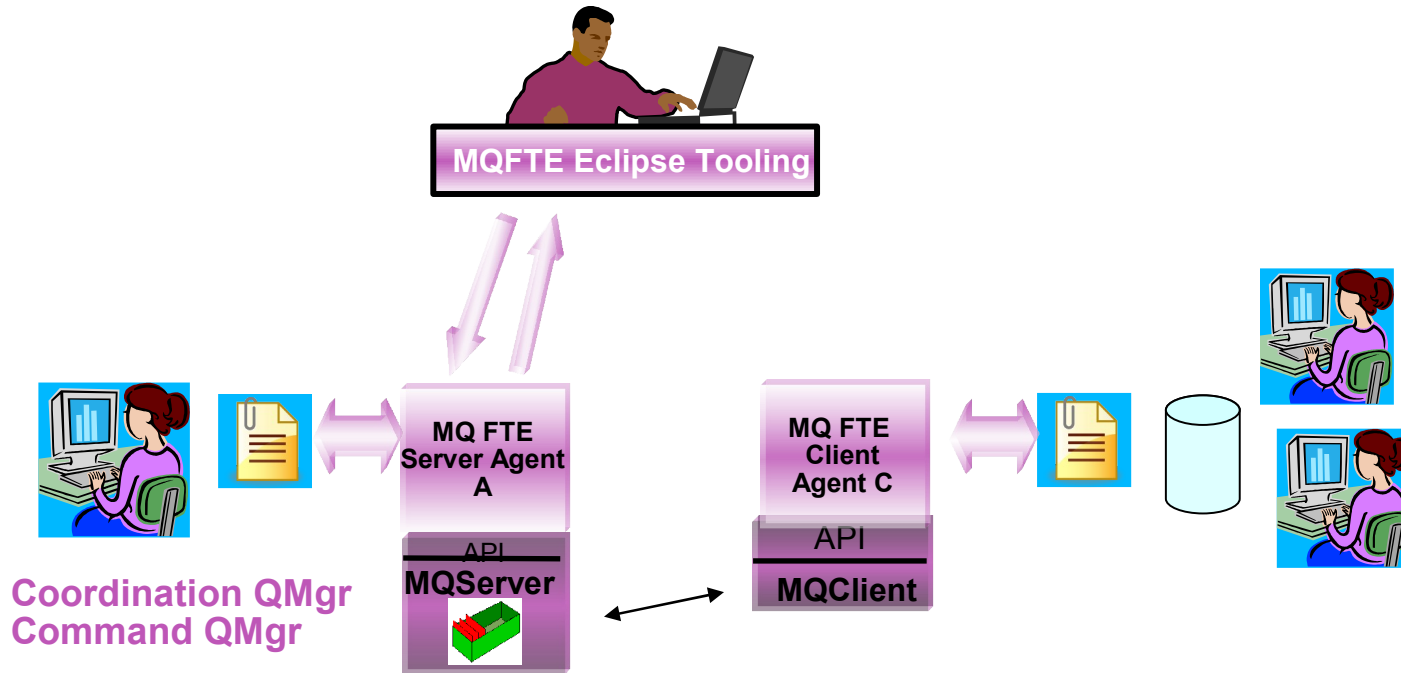 MQFTE Eclipse Tooling
MQ FTE
Server Agent
A
API
MQServer
MQ FTE
Client
Agent C
API
MQClient
Coordination QMgr
Command QMgr